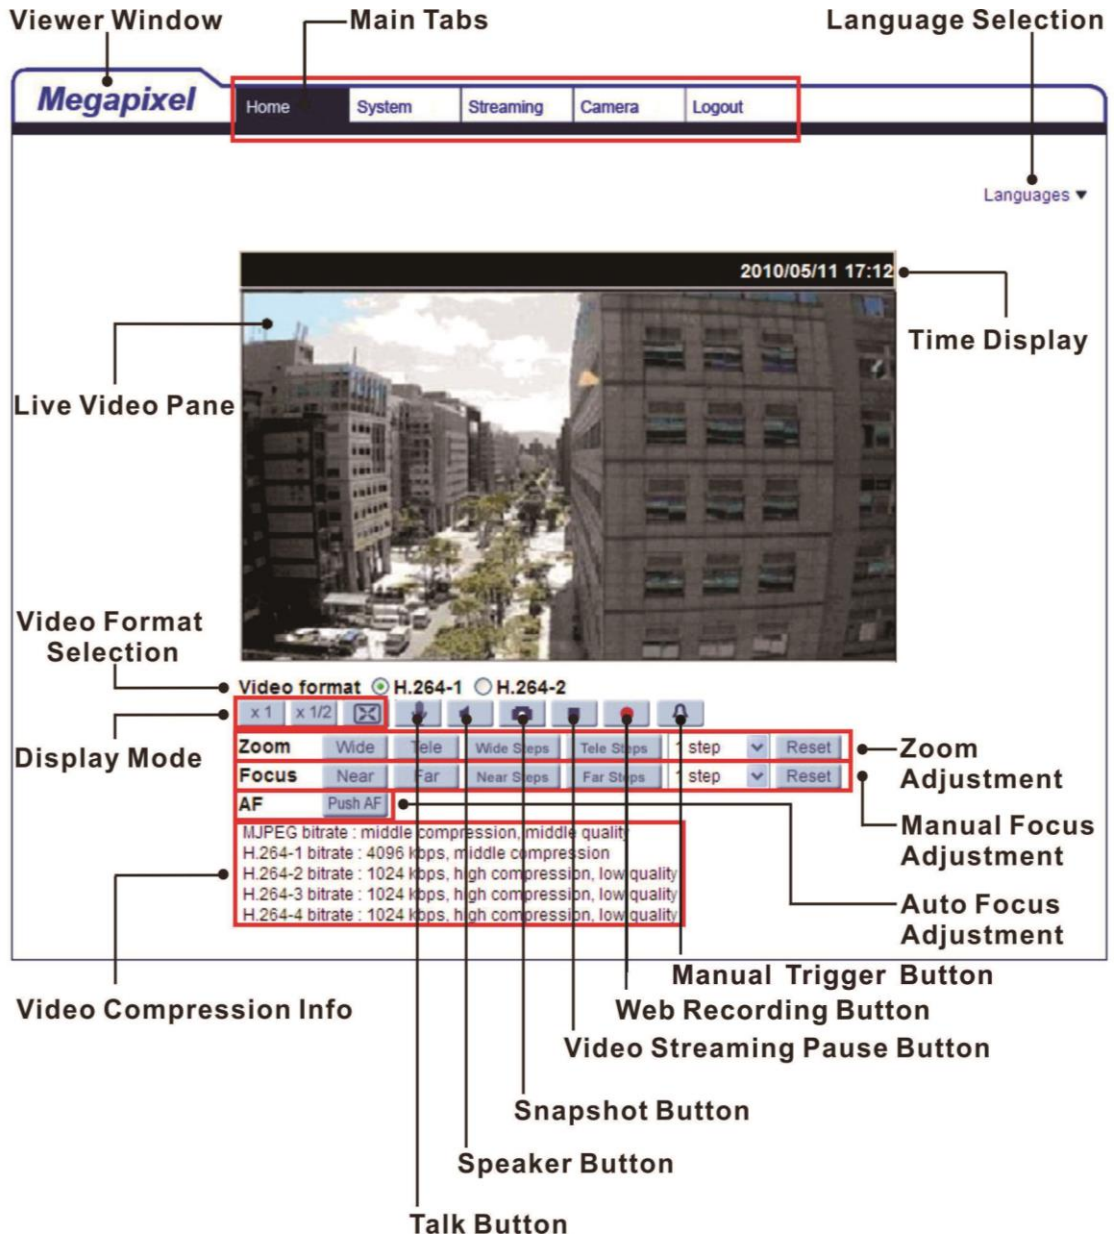 Viewer Window
Main Tabs
Language Selection
Megapixel
Home
System
Streaming
Camera
Logout
Languages ▼
2010/05/11 17:12
Time Display
Live Video Pane
Video Format
Selection
Video format H.264-1 H.264-2
x 1
x 1/2
Display Mode
Zoom Wide Tele Wide Steps Tele Steps 1 step Reset
Zoom
Adjustment
Focus Near Far Near Steps Far Steps 1 step Reset
Manual Focus
Adjustment
AF Push AF
Auto Focus
Adjustment
MJPEG bitrate : middle compression, middle quality
H.264-1 bitrate : 4096 kbps, middle compression
H.264-2 bitrate : 1024 kbps, high compression, low quality
H.264-3 bitrate : 1024 kbps, high compression, low quality
H.264-4 bitrate : 1024 kbps, high compression, low quality
Video Compression Info
Manual Trigger Button
Web Recording Button
Video Streaming Pause Button
Snapshot Button
Speaker Button
Talk Button